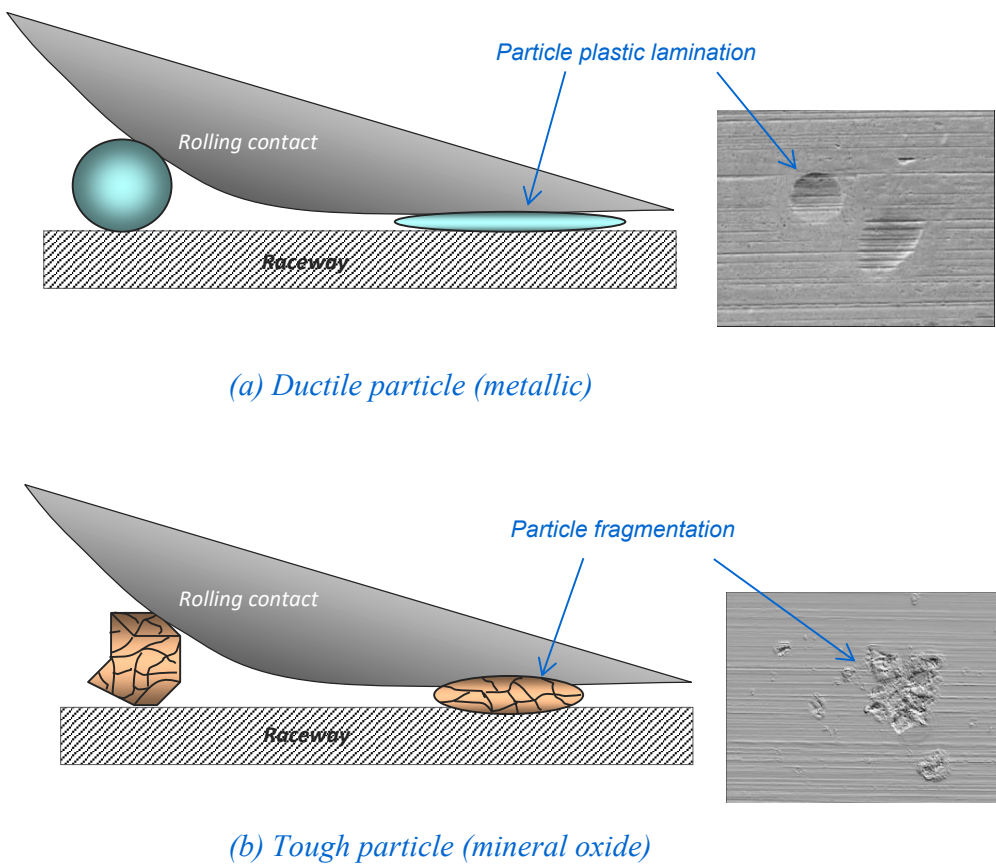 Particle plastic lamination
Rolling contact
Raceway
(a) Ductile particle (metallic)
Particle fragmentation
Rolling contact
Raceway
(b) Tough particle (mineral oxide)